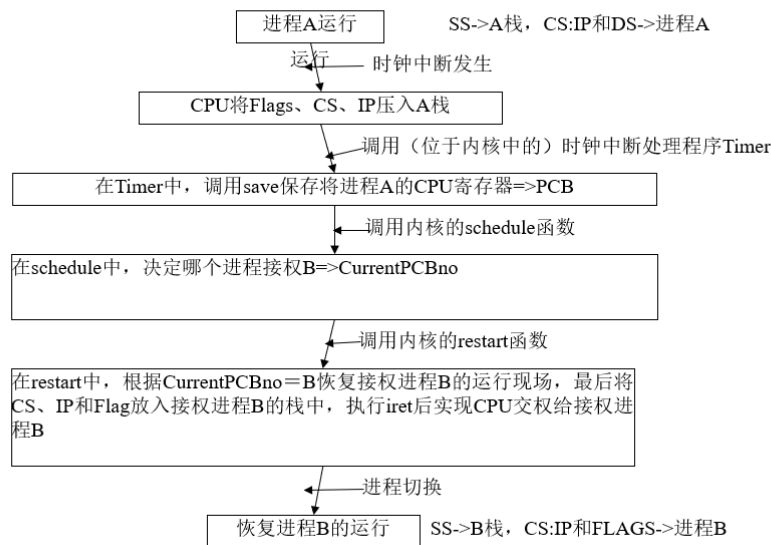 进程A运行
SS->A栈，CS:IP和DS->进程A
运行
时钟中断发生
CPU将Flags、CS、IP压入A栈
调用（位于内核中的）时钟中断处理程序Timer
在Timer中，调用save保存将进程A的CPU寄存器=>PCB
调用内核的schedule函数
在schedule中，决定哪个进程接权B=>CurrentPCBno
调用内核的restart函数
在restart中，根据CurrentPCBno＝B恢复接权进程B的运行现场，最后将
CS、IP和Flag放入接权进程B的栈中，执行iret后实现CPU交权给接权进
程B
进程切换
恢复进程B的运行
SS->B栈，CS:IP和FLAGS->进程B